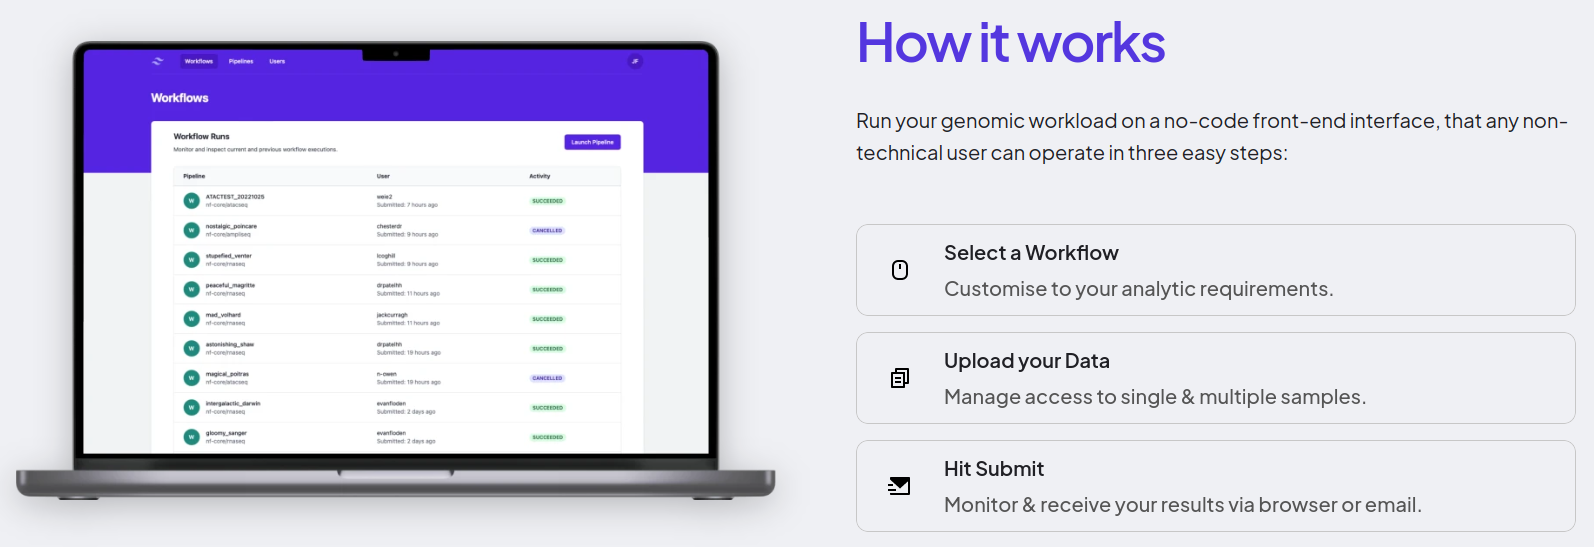 Workflows Pipelines Users JF
Workflows
Workflow Runs
Monitor and inspect current and previous workflow executions.
Launch Pipeline
Pipeline User Activity
W ATACTEST_20221025 weie2 SUCCEEDED
nf-core/atacseq Submitted: 7 hours ago
W nostalgic_poincare chesterdr CANCELLED
nf-core/ampliseq Submitted: 9 hours ago
W stupefied_venter lcoghill SUCCEEDED
nf-core/rnaseq Submitted: 9 hours ago
W peaceful_magritte drpatelhh SUCCEEDED
nf-core/rnaseq Submitted: 11 hours ago
W mad_volhard jackcurragh SUCCEEDED
nf-core/rnaseq Submitted: 11 hours ago
W astonishing_shaw drpatelhh SUCCEEDED
nf-core/rnaseq Submitted: 19 hours ago
W magical_poitras n-owen CANCELLED
nf-core/atacseq Submitted: 19 hours ago
W intergalactic_darwin evanfloden SUCCEEDED
nf-core/rnaseq Submitted: 2 days ago
W gloomy_sanger evanfloden SUCCEEDED
nf-core/rnaseq Submitted: 2 days ago
How it works
Run your genomic workload on a no-code front-end interface, that any non-
technical user can operate in three easy steps:
Select a Workflow
Customise to your analytic requirements.
Upload your Data
Manage access to single & multiple samples.
Hit Submit
Monitor & receive your results via browser or email.